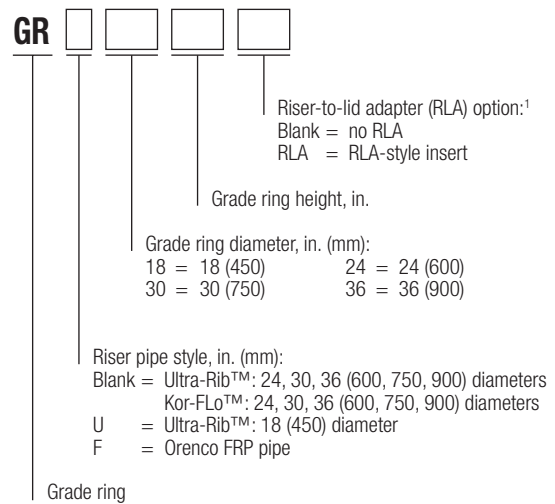 GR
Riser-to-lid adapter (RLA) option:¹
Blank = no RLA
RLA = RLA-style insert
Grade ring height, in.
Grade ring diameter, in. (mm):
18 = 18 (450) 24 = 24 (600)
30 = 30 (750) 36 = 36 (900)
Riser pipe style, in. (mm):
Blank = Ultra-Rib™: 24, 30, 36 (600, 750, 900) diameters
Kor-FLo™: 24, 30, 36 (600, 750, 900) diameters
U = Ultra-Rib™: 18 (450) diameter
F = Orenco FRP pipe
Grade ring